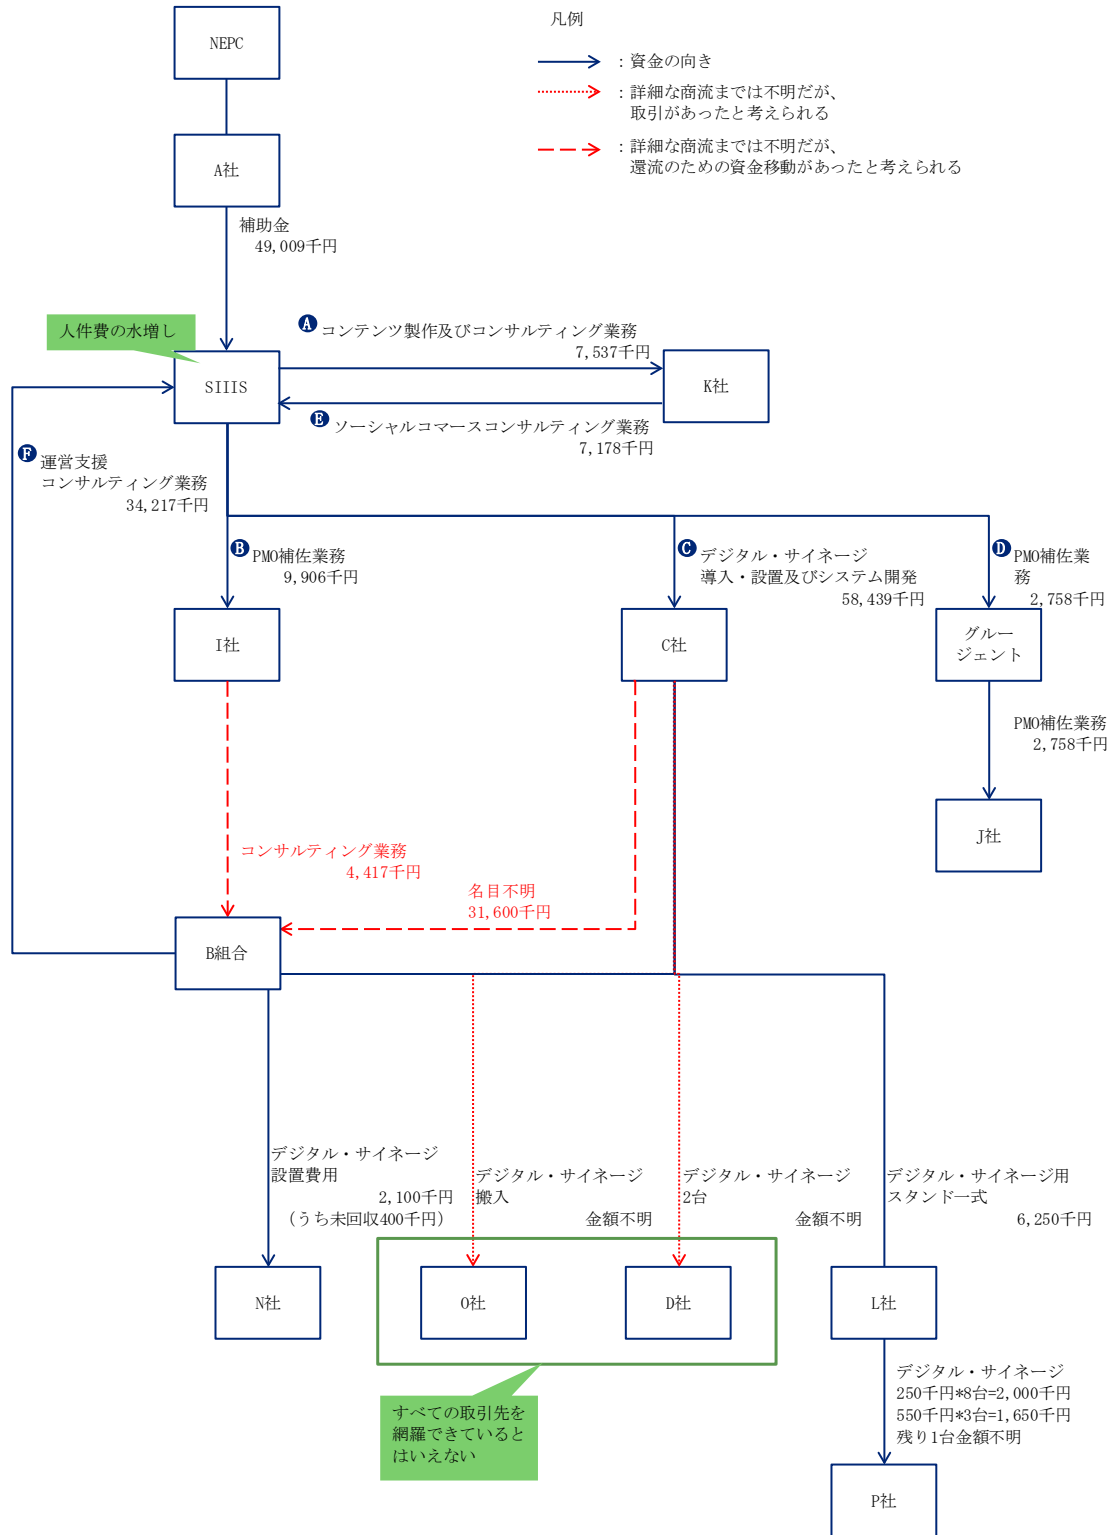 凡例
NEPC
：資金の向き
：詳細な商流までは不明だが、
取引があったと考えられる
：詳細な商流までは不明だが、
還流のための資金移動があったと考えられる
A社
補助金
49,009千円
人件費の水増し
A コンテンツ製作及びコンサルティング業務
7,537千円
SIIIS
K社
E ソーシャルコマースコンサルティング業務
7,178千円
F 運営支援
コンサルティング業務
34,217千円
B PMO補佐業務
9,906千円
C デジタル・サイネージ
導入・設置及びシステム開発
58,439千円
D PMO補佐業
務
2,758千円
I社
C社
グルー
ジェント
PMO補佐業務
2,758千円
J社
コンサルティング業務
4,417千円
名目不明
31,600千円
B組合
デジタル・サイネージ
設置費用
2,100千円
（うち未回収400千円）
デジタル・サイネージ
搬入
金額不明
デジタル・サイネージ
2台
金額不明
デジタル・サイネージ用
スタンド一式
6,250千円
N社
O社
D社
L社
デジタル・サイネージ
250千円*8台=2,000千円
550千円*3台=1,650千円
残り1台金額不明
すべての取引先を
網羅できていると
はいえない
P社